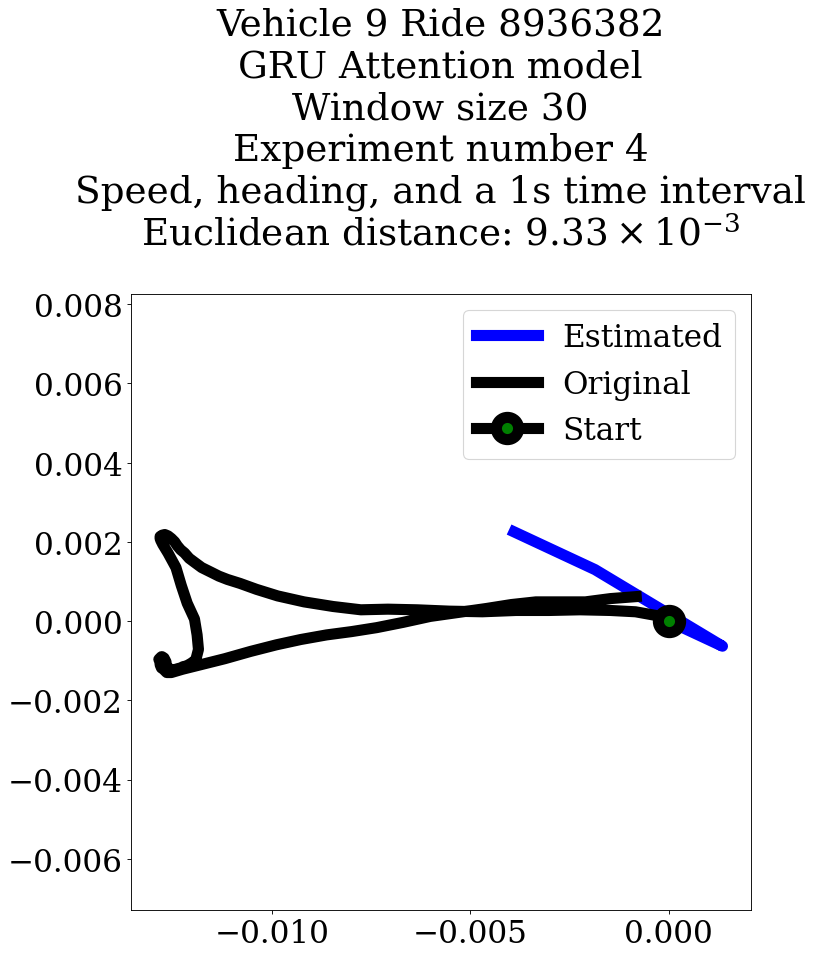 Vehicle 9 Ride 8936382
GRU Attention model
Window size 30
Experiment number 4
Speed, heading, and a 1s time interval
Euclidean distance: 9.33 × 10⁻³
Estimated
Original
Start
0.008
0.006
0.004
0.002
0.000
−0.002
−0.004
−0.006
−0.010
−0.005
0.000